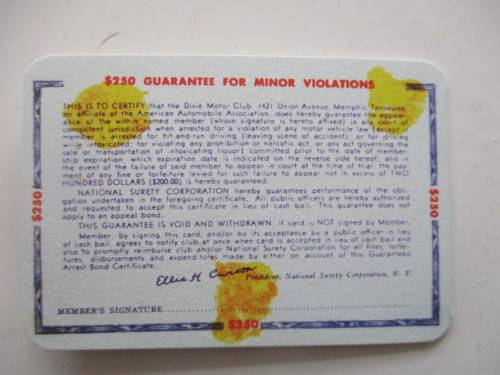 $250 GUARANTEE FOR MINOR VIOLATIONS
THIS IS TO CERTIFY that the Dixie Motor Club, 1421 Union Avenue, Memphis, Tennessee,
an affiliate of the American Automobile Association, does hereby guarantee the appear-
ance of the within named member (whose signature is hereto affixed) in any court of
competent jurisdiction when arrested for a violation of any motor vehicle law (except if
member is arrested for hit-and-run driving (leaving scene of accident); or for driving
while intoxicated; for violating any prohibition or narcotic act, or any act governing the
sale or transportation of intoxicating liquor) committed prior to the date of member-
ship expiration, which expiration date is indicated on the reverse side hereof; and in
the event of the failure of said member to appear in court at the time of trial the pay-
ment of any fine or forfeiture levied for such failure to appear not in excess of TWO
HUNDRED DOLLARS ($200.00) is hereby guaranteed.
NATIONAL SURETY CORPORATION hereby guarantees performance of the obli-
gation undertaken in the foregoing certificate. All public officers are hereby authorized
and requested to accept this certificate in lieu of cash bail. This guarantee does not
apply to an appeal bond.
THIS GUARANTEE IS VOID AND WITHDRAWN if card is NOT signed by Member.
Member, by signing this card, and/or by its acceptance by a public officer in lieu
of cash bail, agrees to notify club at once when card is accepted in lieu of cash bail and
also to promptly reimburse club and/or National Surety Corporation for all fines, forfei-
tures, disbursements and expenditures made by either on account of this Guaranteed
Arrest Bond Certificate.
Ellis H Carson
President, National Surety Corporation, N. Y.
MEMBER'S SIGNATURE
$250
$250
$250